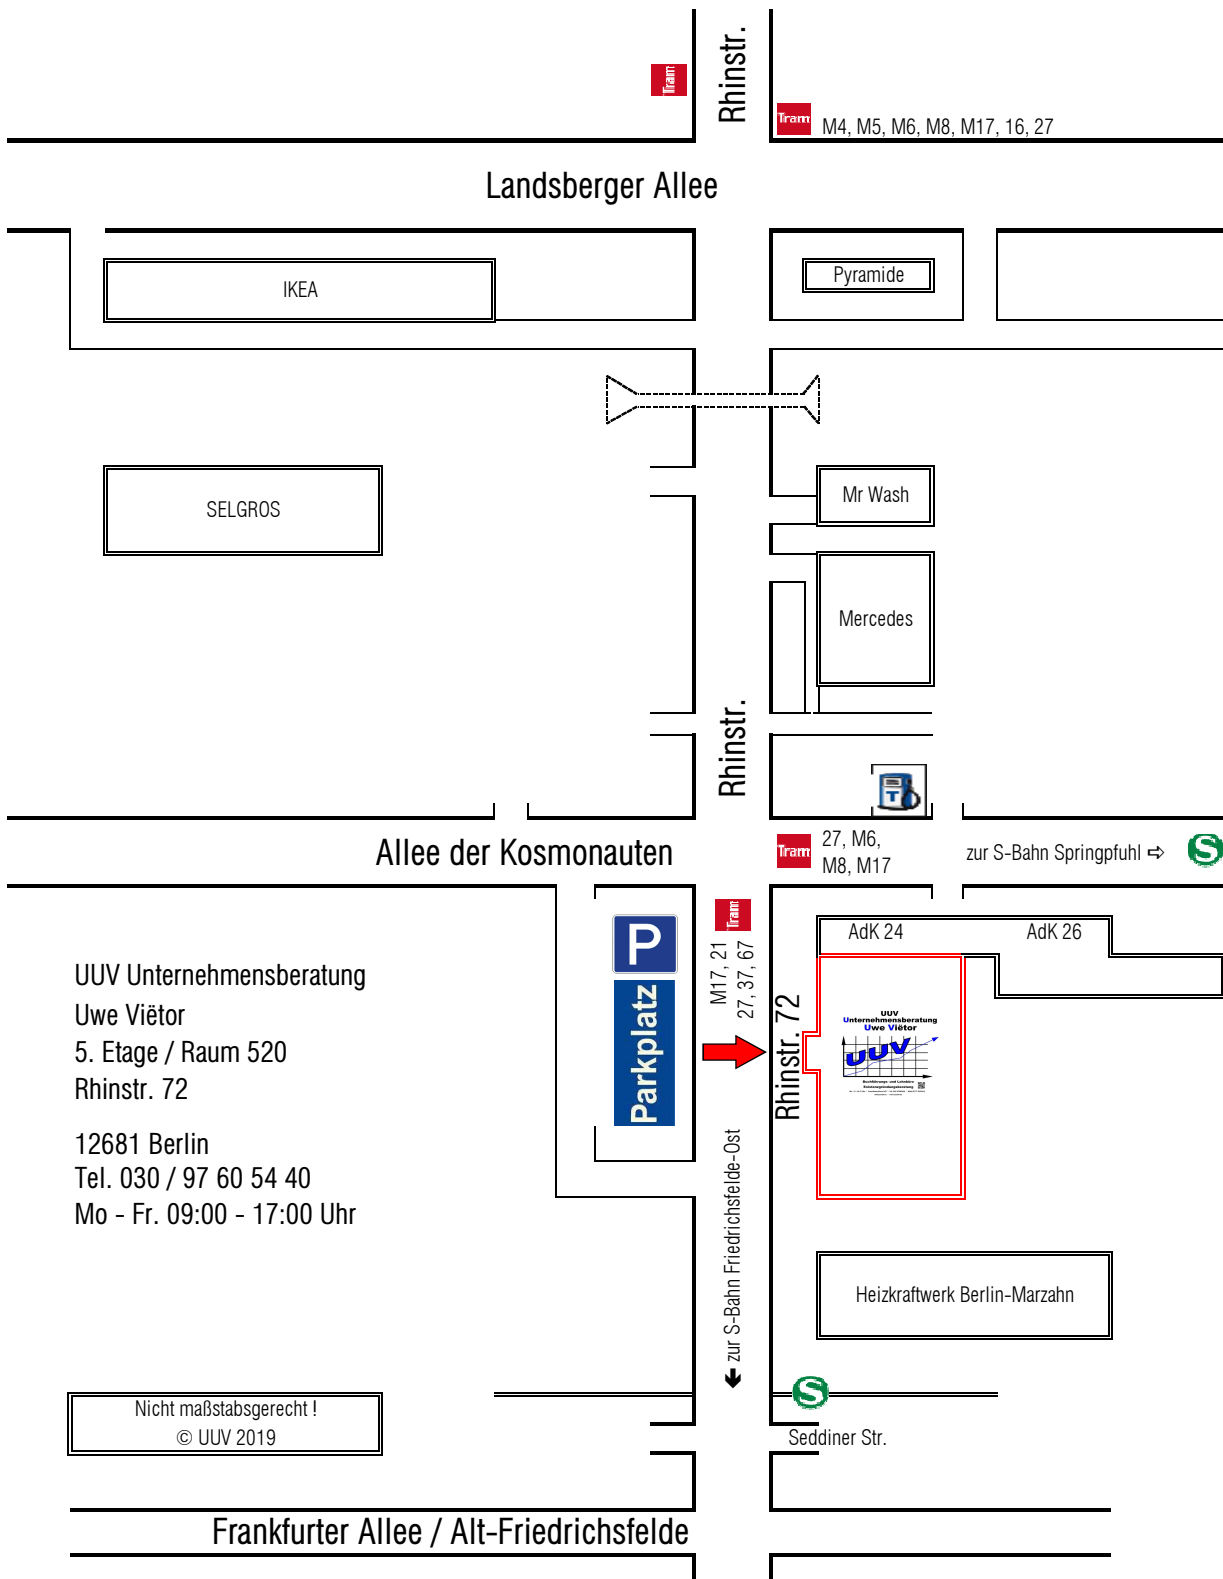 Rhinstr.
Tram
Tram
M4, M5, M6, M8, M17, 16, 27
Landsberger Allee
IKEA
Pyramide
SELGROS
Mr Wash
Mercedes
Rhinstr.
T
Allee der Kosmonauten
Tram
27, M6,
M8, M17
zur S-Bahn Springpfuhl ⇨
S
P
Parkplatz
Tram
M17, 21
27, 37, 67
Rhinstr. 72
AdK 24
AdK 26
UUV
Unternehmensberatung
Uwe Viëtor
UUV
Buchführungs- und Lohnbüro
Existenzgründungsberatung
UUV Unternehmensberatung
Uwe Viëtor
5. Etage / Raum 520
Rhinstr. 72
12681 Berlin
Tel. 030 / 97 60 54 40
Mo - Fr. 09:00 - 17:00 Uhr
🡸 zur S-Bahn Friedrichsfelde-Ost
Heizkraftwerk Berlin-Marzahn
S
Nicht maßstabsgerecht !
© UUV 2019
Seddiner Str.
Frankfurter Allee / Alt-Friedrichsfelde